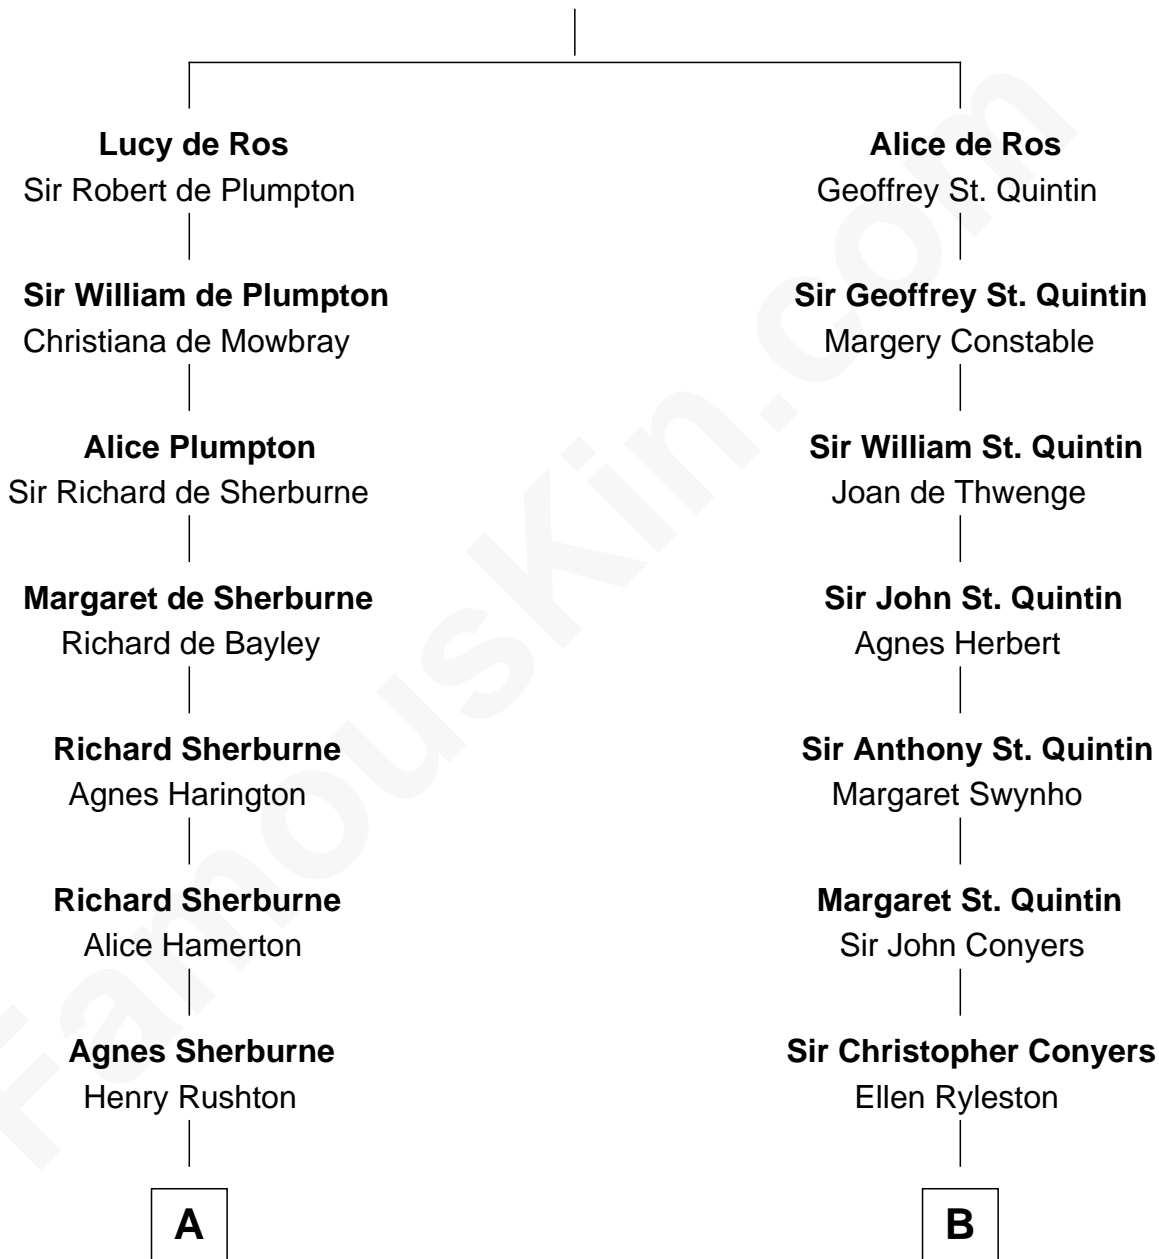 Lucy de Ros
Sir Robert de Plumpton
Alice de Ros
Geoffrey St. Quintin
Sir William de Plumpton
Christiana de Mowbray
Sir Geoffrey St. Quintin
Margery Constable
Alice Plumpton
Sir Richard de Sherburne
Sir William St. Quintin
Joan de Thwenge
Margaret de Sherburne
Richard de Bayley
Sir John St. Quintin
Agnes Herbert
Richard Sherburne
Agnes Harington
Sir Anthony St. Quintin
Margaret Swynho
Richard Sherburne
Alice Hamerton
Margaret St. Quintin
Sir John Conyers
Agnes Sherburne
Henry Rushton
Sir Christopher Conyers
Ellen Ryleston
A
B
FamousKin.com